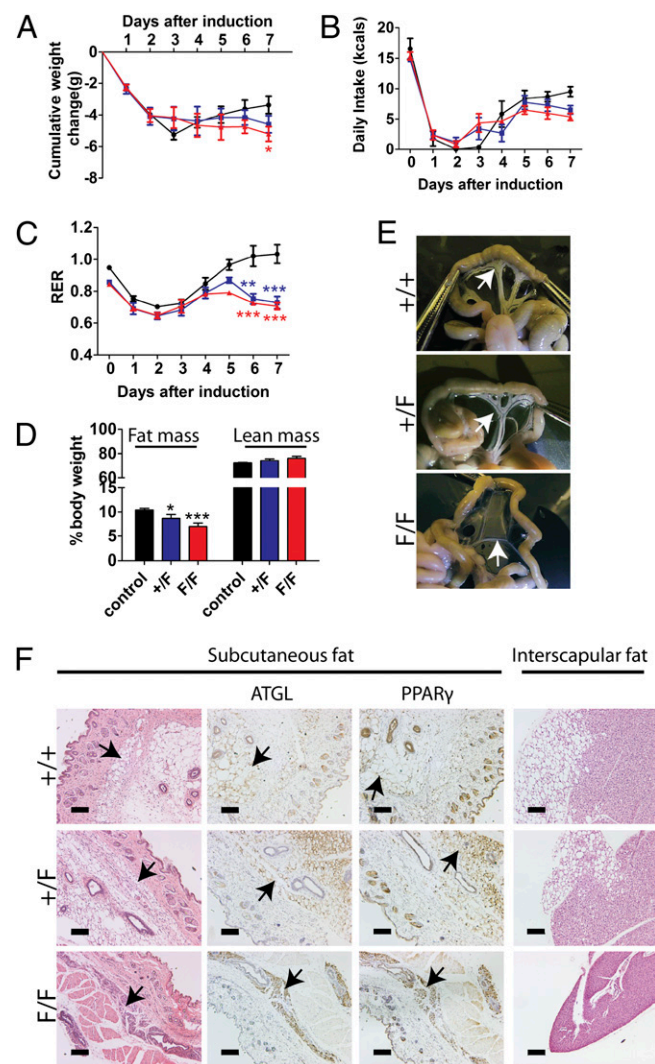 A
Days after induction
1 2 3 4 5 6 7
0
-2
-4
-6
-8
Cumulative weight
change(g)
*
B
Daily Intake (kcals)
20
15
10
5
0
0 1 2 3 4 5 6 7
Days after induction
C
RER
1.2
1.0
0.8
0.6
0.4
** ***
*** ***
0 1 2 3 4 5 6 7
Days after induction
D
% body weight
100
80
60
15
10
5
0
Fat mass
Lean mass
*
***
control
+/F
F/F
control
+/F
F/F
E
+/+
+/F
F/F
F
Subcutaneous fat
Interscapular fat
ATGL
PPARγ
+/+
+/F
F/F